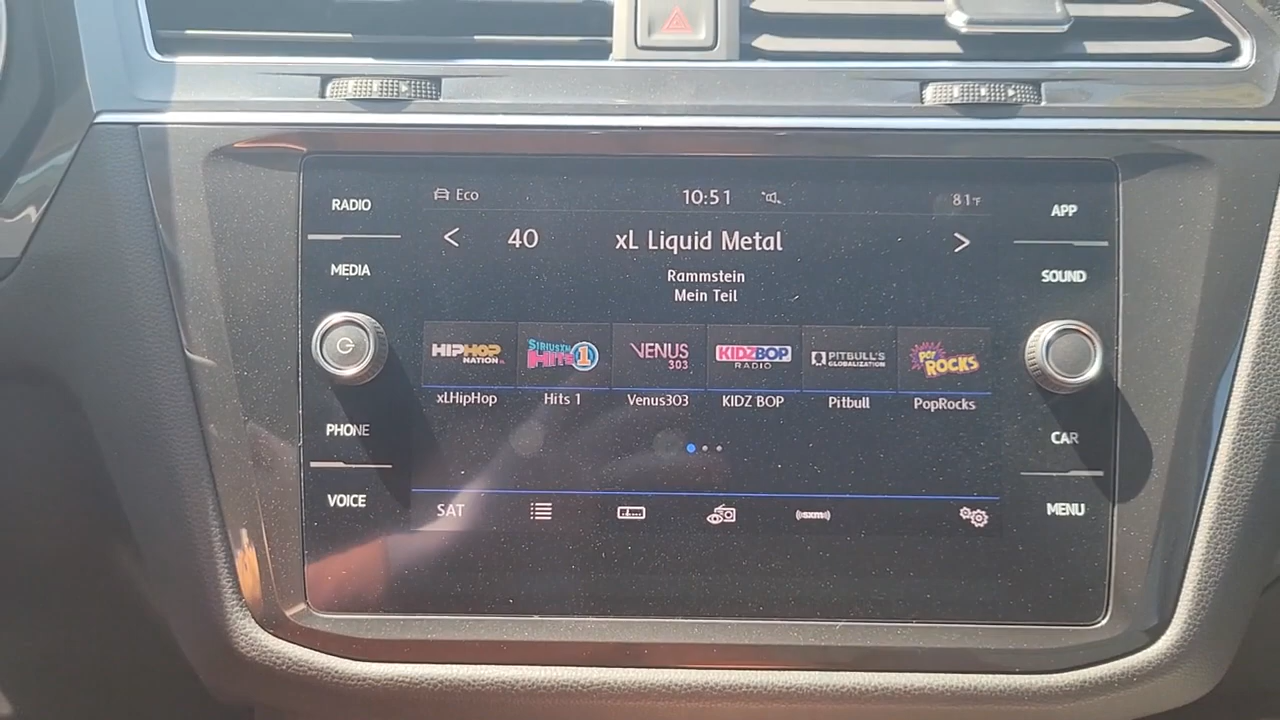 RADIO
MEDIA
PHONE
VOICE
Eco
10:51
81°F
40
xL Liquid Metal
Rammstein
Mein Teil
HIPHOP
NATION
SIRIUSXM
HITS 1
VENUS
303
KIDZBOP
RADIO
PITBULL'S
GLOBALIZATION
POP
ROCKS
xLHipHop
Hits 1
Venus303
KIDZ BOP
Pitbull
PopRocks
SAT
((sxm))
APP
SOUND
CAR
MENU